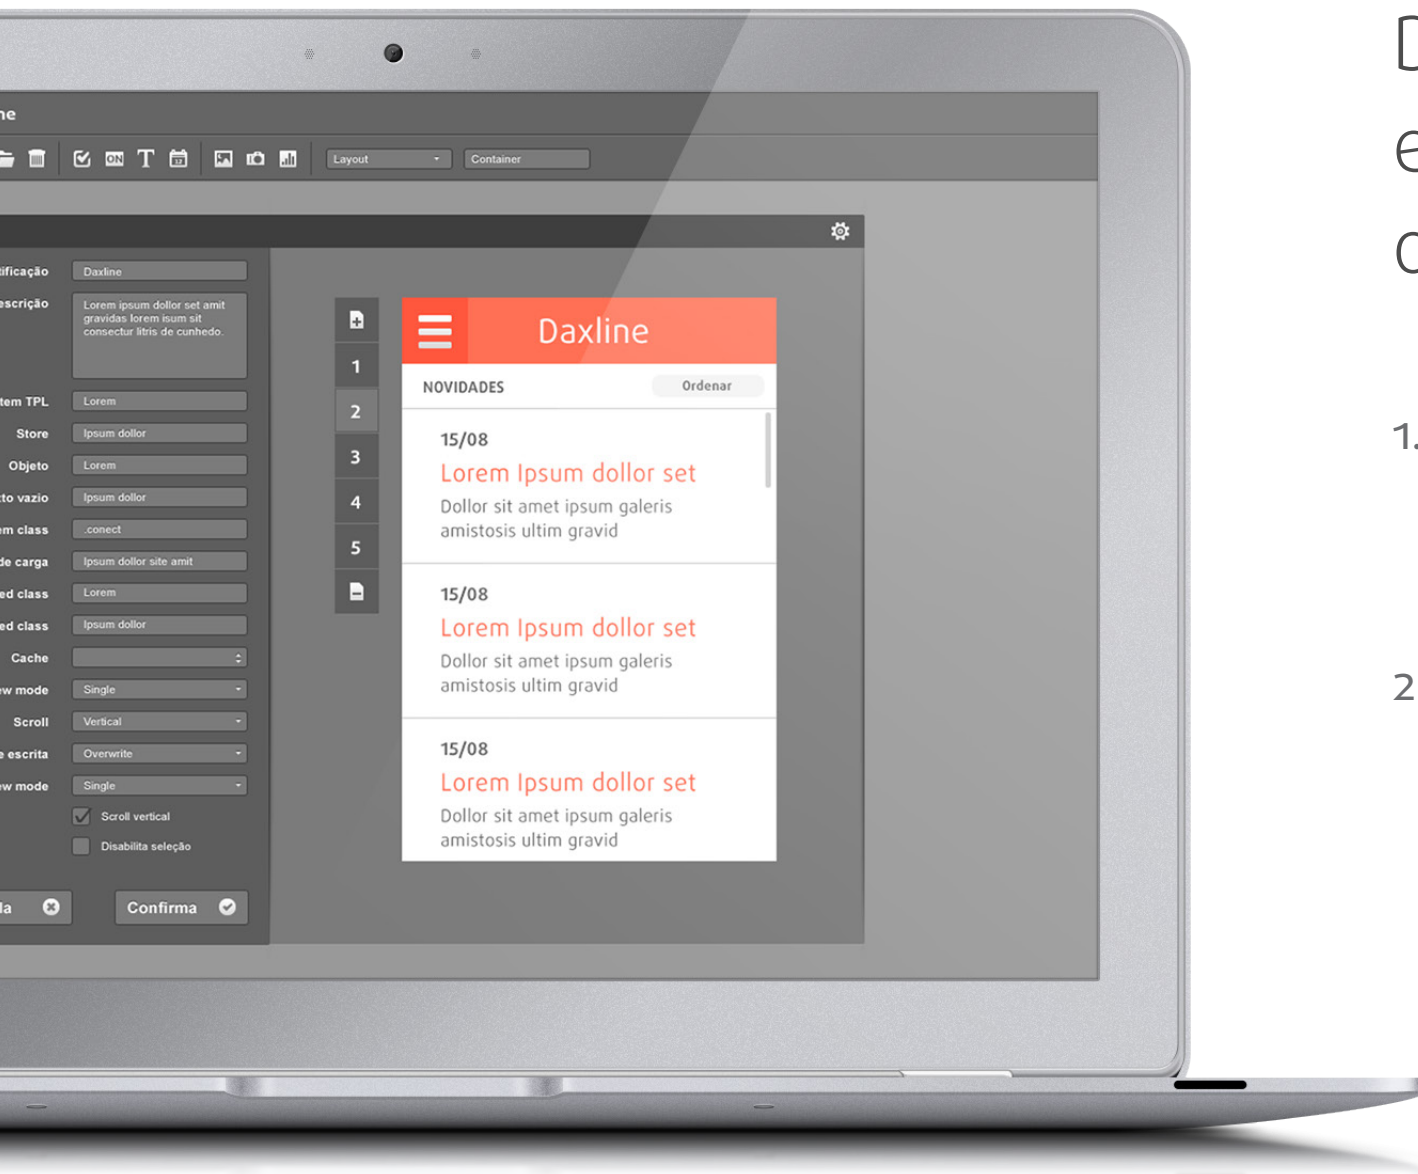 ON T 12 Layout Container
tificação Daxline
escrição Lorem ipsum dollor set amit
gravidas lorem isum sit
consectur litris de cunhedo.
tem TPL Lorem
Store Ipsum dollor
Objeto Lorem
to vazio Ipsum dollor
em class .conect
de carga Ipsum dollor site amit
ed class Lorem
ed class Ipsum dollor
Cache
ew mode Single
Scroll Vertical
e escrita Overwrite
ew mode Single
Scroll vertical
Disabilita seleção
la Confirma
1
2
3
4
5
Daxline
NOVIDADES Ordenar
15/08
Lorem Ipsum dollor set
Dollor sit amet ipsum galeris
amistosis ultim gravid
15/08
Lorem Ipsum dollor set
Dollor sit amet ipsum galeris
amistosis ultim gravid
15/08
Lorem Ipsum dollor set
Dollor sit amet ipsum galeris
amistosis ultim gravid
1.
2